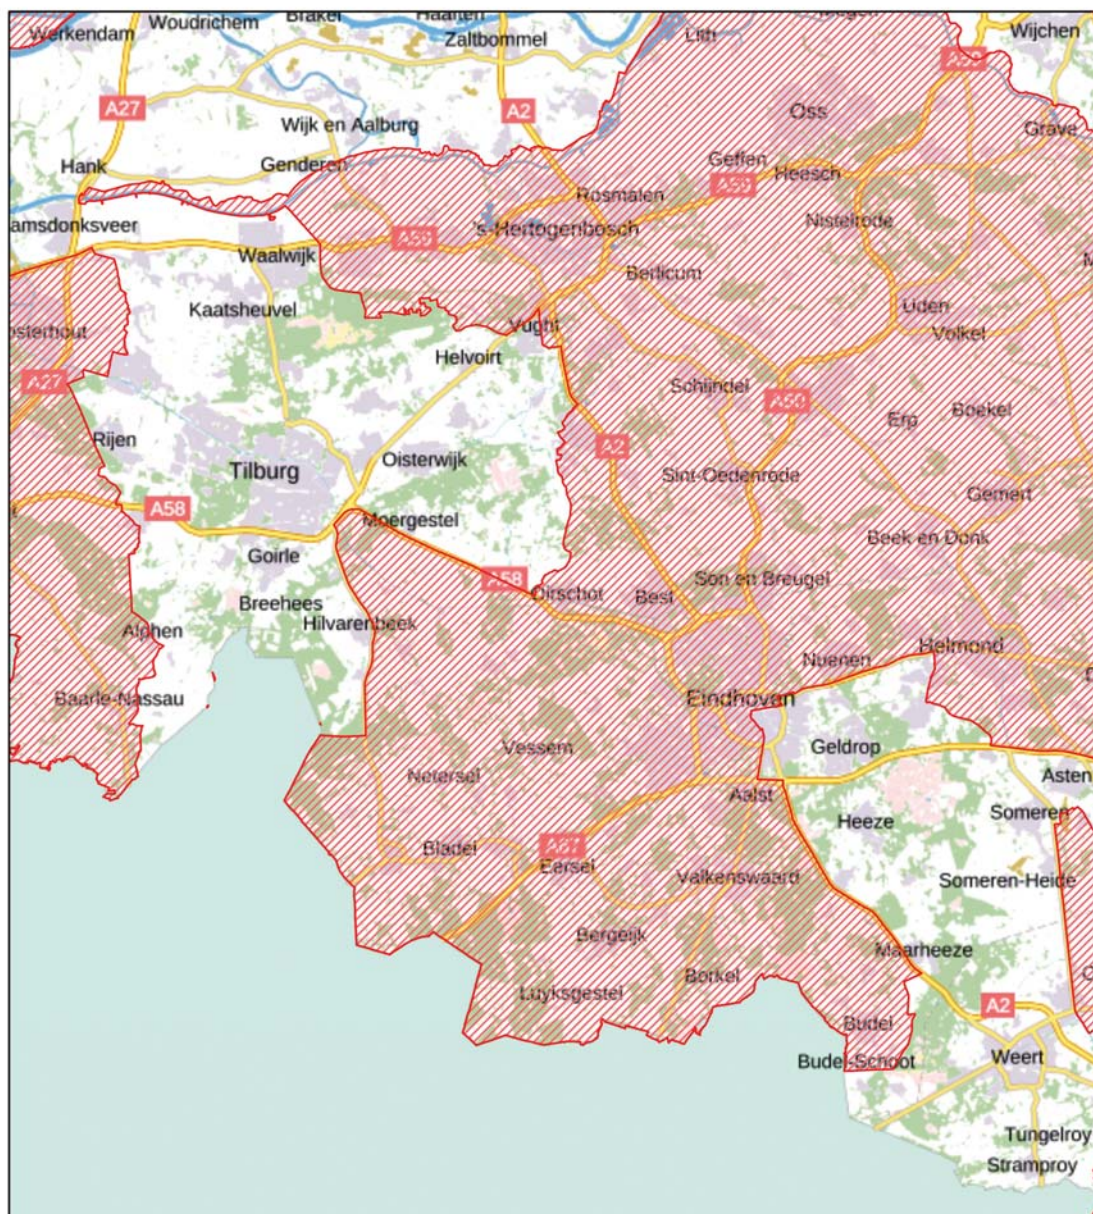 Woudrichem
Brakel
Haaften
Werkendam
Zaltbommel
Lith
Wijchen
A27
A2
Oss
Wijk en Aalburg
Grave
Hank
Genderen
Geffen
Heesch
A59
Rosmalen
Nistelrode
amsdonksveer
's-Hertogenbosch
A59
Waalwijk
Berlicum
Kaatsheuvel
Uden
Volkel
osterhout
Vught
Helvoirt
A27
Schijndel
A50
Boekel
Erp
Rijen
A2
Tilburg
Oisterwijk
Sint-Oedenrode
Gemert
A58
Moergestel
Beek en Donk
Goirle
A58
Son en Breugel
Oirschot
Best
Breehees
Hilvarenbeek
Alphen
Helmond
Nuenen
Baarle-Nassau
Eindhoven
Vessem
Geldrop
Netersel
Asten
Aalst
Someren
Heeze
A67
Bladel
Eersel
Valkenswaard
Someren-Heide
Bergeijk
Maarheeze
Borkel
Luyksgestel
A2
Budel
Weert
Budel-Schoot
Tungelroy
Stramproy